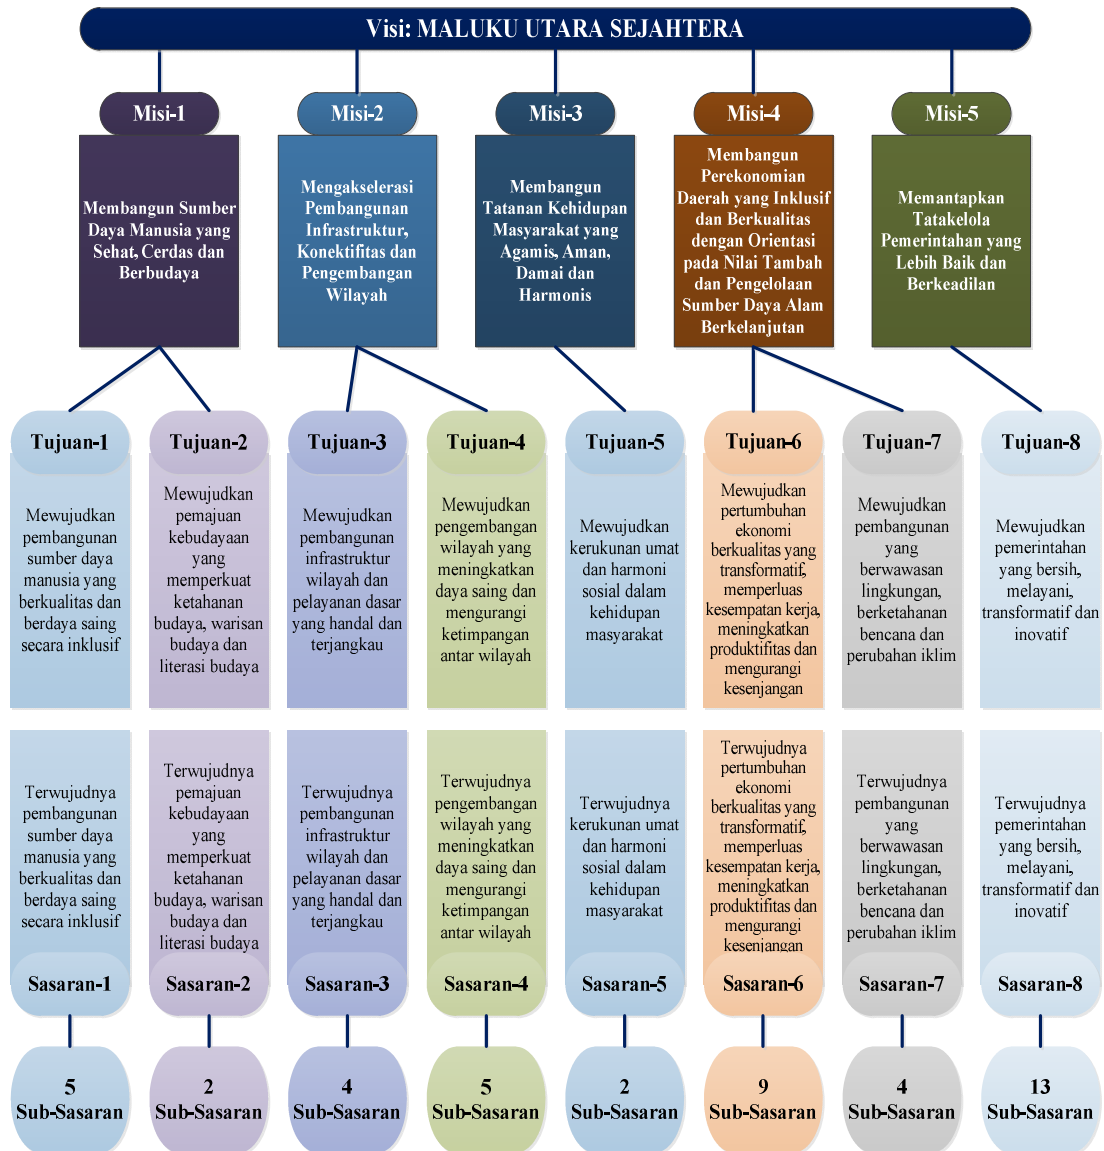 Visi: MALUKU UTARA SEJAHTERA
Misi-1
Membangun Sumber
Daya Manusia yang
Sehat, Cerdas dan
Berbudaya
Misi-2
Mengakselerasi
Pembangunan
Infrastruktur,
Konektifitas dan
Pengembangan
Wilayah
Misi-3
Membangun
Tatanan Kehidupan
Masyarakat yang
Agamis, Aman,
Damai dan
Harmonis
Misi-4
Membangun
Perekonomian
Daerah yang Inklusif
dan Berkualitas
dengan Orientasi
pada Nilai Tambah
dan Pengelolaan
Sumber Daya Alam
Berkelanjutan
Misi-5
Memantapkan
Tatakelola
Pemerintahan yang
Lebih Baik dan
Berkeadilan
Tujuan-1
Mewujudkan
pembangunan
sumber daya
manusia yang
berkualitas dan
berdaya saing
secara inklusif
Tujuan-2
Mewujudkan
pemajuan
kebudayaan
yang
memperkuat
ketahanan
budaya, warisan
budaya dan
literasi budaya
Tujuan-3
Mewujudkan
pembangunan
infrastruktur
wilayah dan
pelayanan dasar
yang handal dan
terjangkau
Tujuan-4
Mewujudkan
pengembangan
wilayah yang
meningkatkan
daya saing dan
mengurangi
ketimpangan
antar wilayah
Tujuan-5
Mewujudkan
kerukunan umat
dan harmoni
sosial dalam
kehidupan
masyarakat
Tujuan-6
Mewujudkan
pertumbuhan
ekonomi
berkualitas yang
transformatif,
memperluas
kesempatan kerja,
meningkatkan
produktifitas dan
mengurangi
kesenjangan
Tujuan-7
Mewujudkan
pembangunan
yang
berwawasan
lingkungan,
berketahanan
bencana dan
perubahan iklim
Tujuan-8
Mewujudkan
pemerintahan
yang bersih,
melayani,
transformatif dan
inovatif
Terwujudnya
pembangunan
sumber daya
manusia yang
berkualitas dan
berdaya saing
secara inklusif
Sasaran-1
Terwujudnya
pemajuan
kebudayaan
yang
memperkuat
ketahanan
budaya, warisan
budaya dan
literasi budaya
Sasaran-2
Terwujudnya
pembangunan
infrastruktur
wilayah dan
pelayanan dasar
yang handal dan
terjangkau
Sasaran-3
Terwujudnya
pengembangan
wilayah yang
meningkatkan
daya saing dan
mengurangi
ketimpangan
antar wilayah
Sasaran-4
Terwujudnya
kerukunan umat
dan harmoni
sosial dalam
kehidupan
masyarakat
Sasaran-5
Terwujudnya
pertumbuhan
ekonomi
berkualitas yang
transformatif,
memperluas
kesempatan kerja,
meningkatkan
produktifitas dan
mengurangi
kesenjangan
Sasaran-6
Terwujudnya
pembangunan
yang
berwawasan
lingkungan,
berketahanan
bencana dan
perubahan iklim
Sasaran-7
Terwujudnya
pemerintahan
yang bersih,
melayani,
transformatif dan
inovatif
Sasaran-8
5
Sub-Sasaran
2
Sub-Sasaran
4
Sub-Sasaran
5
Sub-Sasaran
2
Sub-Sasaran
9
Sub-Sasaran
4
Sub-Sasaran
13
Sub-Sasaran